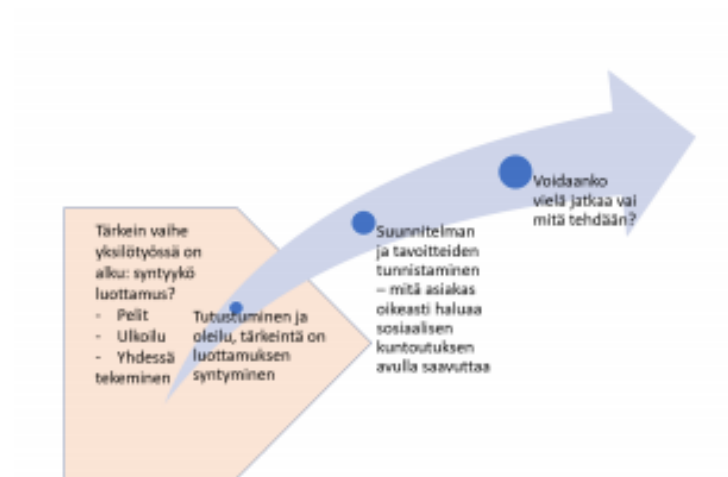 Tärkein vaihe
yksilötyössä on
alku: syntyykö
luottamus?
- Pelit
- Ulkoilu
- Yhdessä
tekeminen
Tutustuminen ja
oleilu, tärkeintä on
luottamuksen
syntyminen
Suunnitelman
ja tavoitteiden
tunnistaminen
– mitä asiakas
oikeasti haluaa
sosiaalisen
kuntoutuksen
avulla saavuttaa
Voidaanko
vielä jatkaa vai
mitä tehdään?